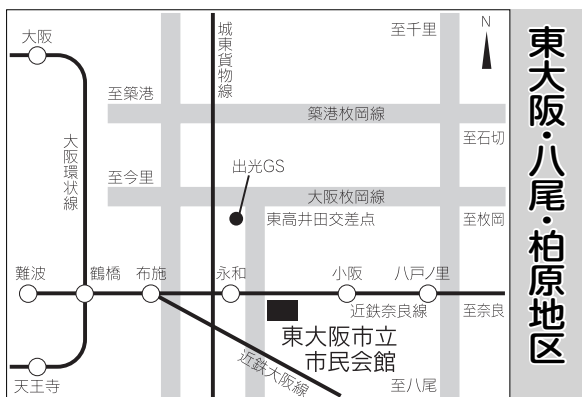 東大阪・八尾・柏原地区
大阪
城東貨物線
至千里
N
至築港
築港枚岡線
至石切
大阪環状線
出光GS
至今里
大阪枚岡線
東高井田交差点
至枚岡
難波
鶴橋
布施
永和
小阪
八戸ノ里
近鉄奈良線
至奈良
東大阪市立
市民会館
近鉄大阪線
天王寺
至八尾